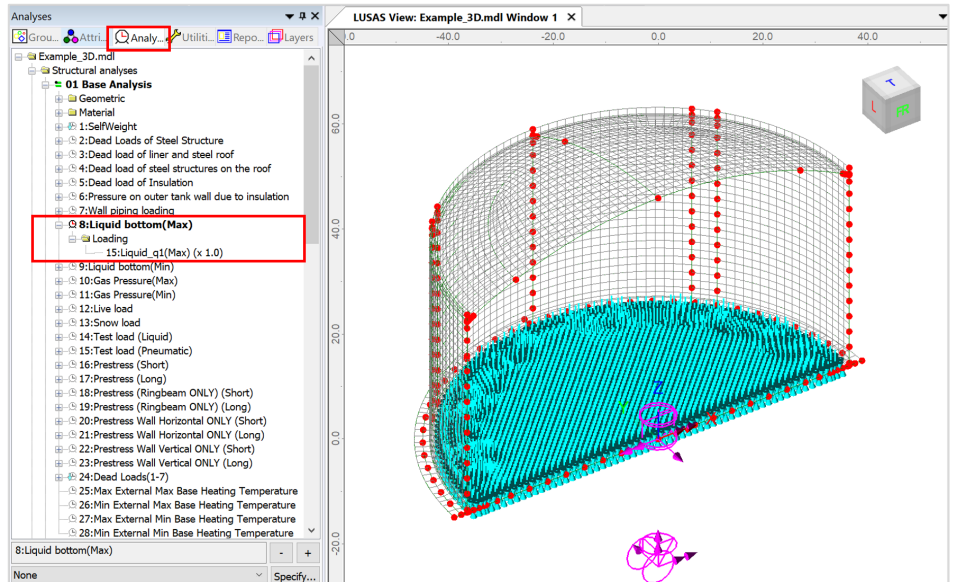 Analyses
Grou... Attri... Analy... Utiliti... Repo... Layers
Example_3D.mdl
Structural analyses
01 Base Analysis
Geometric
Material
1:SelfWeight
2:Dead Loads of Steel Structure
3:Dead load of liner and steel roof
4:Dead load of steel structures on the roof
5:Dead load of Insulation
6:Pressure on outer tank wall due to insulation
7:Wall piping loading
8:Liquid bottom(Max)
Loading
15:Liquid_q1(Max) (x 1.0)
9:Liquid bottom(Min)
10:Gas Pressure(Max)
11:Gas Pressure(Min)
12:Live load
13:Snow load
14:Test load (Liquid)
15:Test load (Pneumatic)
16:Prestress (Short)
17:Prestress (Long)
18:Prestress (Ringbeam ONLY) (Short)
19:Prestress (Ringbeam ONLY) (Long)
20:Prestress Wall Horizontal ONLY (Short)
21:Prestress Wall Horizontal ONLY (Long)
22:Prestress Wall Vertical ONLY (Short)
23:Prestress Wall Vertical ONLY (Long)
24:Dead Loads(1-7)
25:Max External Max Base Heating Temperature
26:Min External Max Base Heating Temperature
27:Max External Min Base Heating Temperature
28:Min External Min Base Heating Temperature
8:Liquid bottom(Max)
- +
None
Specify...
LUSAS View: Example_3D.mdl Window 1 X
.0 -40.0 -20.0 0.0 20.0 40.0
60.0
40.0
20.0
0.0
-20.0
T
L
Z
Y